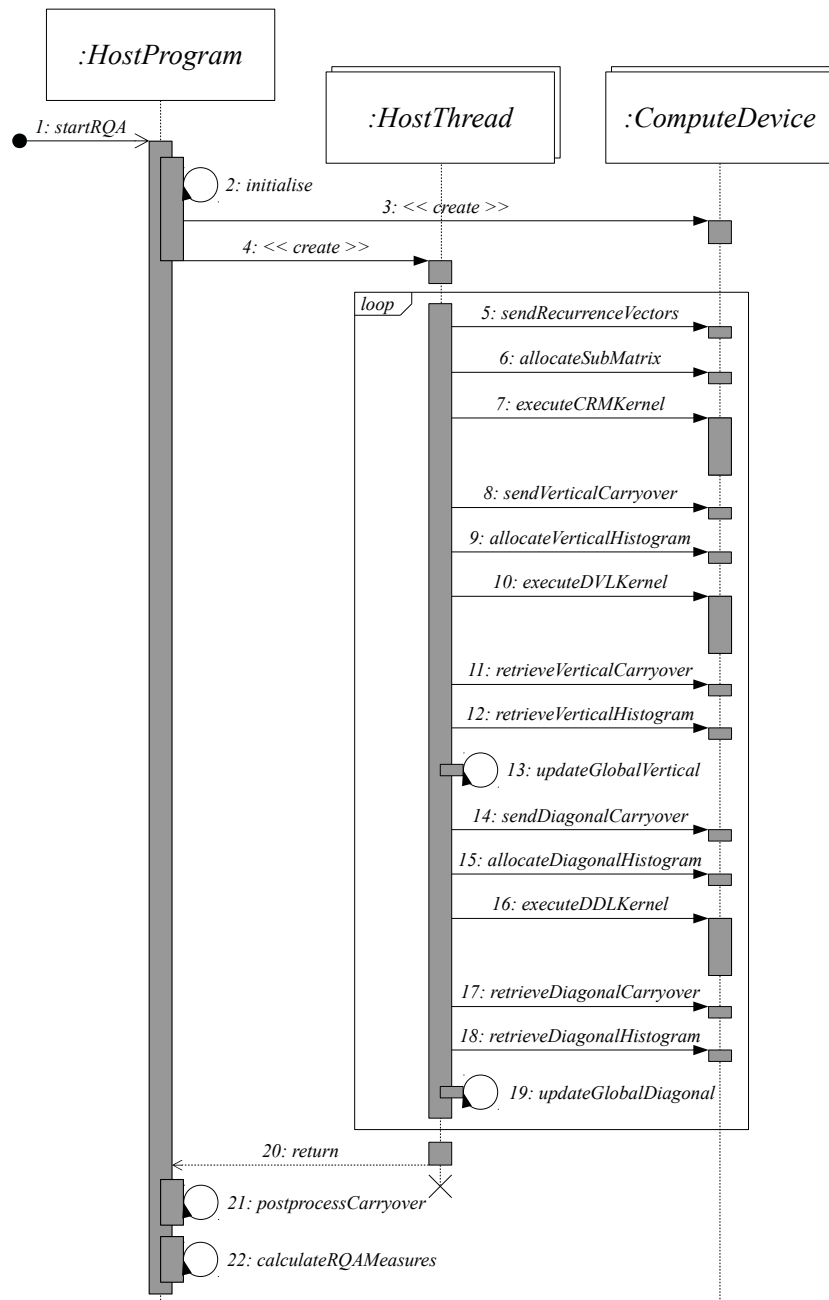 :HostProgram
:HostThread
:ComputeDevice
1: startRQA
2: initialise
3: << create >>
4: << create >>
loop
5: sendRecurrenceVectors
6: allocateSubMatrix
7: executeCRMKernel
8: sendVerticalCarryover
9: allocateVerticalHistogram
10: executeDVLKernel
11: retrieveVerticalCarryover
12: retrieveVerticalHistogram
13: updateGlobalVertical
14: sendDiagonalCarryover
15: allocateDiagonalHistogram
16: executeDDLKernel
17: retrieveDiagonalCarryover
18: retrieveDiagonalHistogram
19: updateGlobalDiagonal
20: return
21: postprocessCarryover
22: calculateRQAMeasures